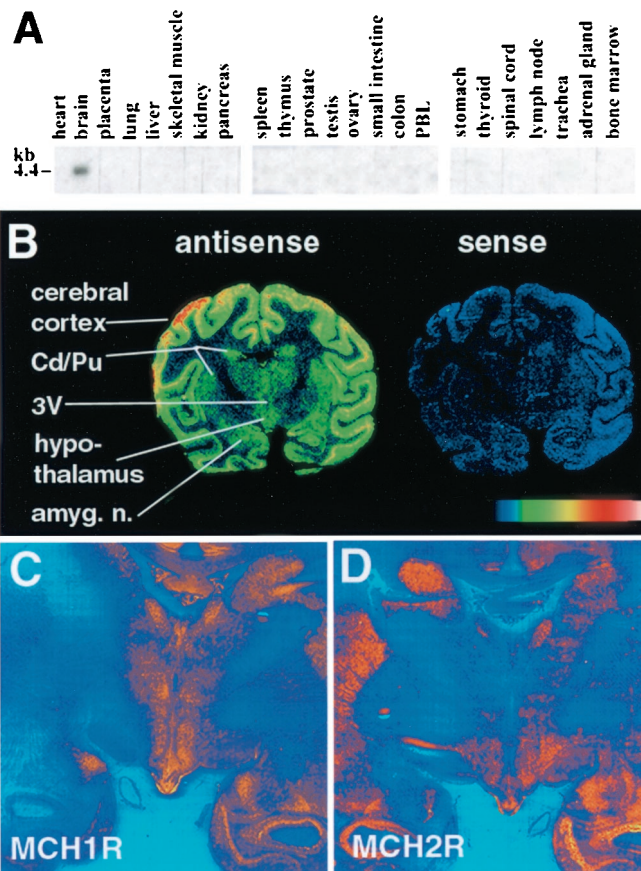 A
heart
brain
placenta
lung
liver
skeletal muscle
kidney
pancreas
spleen
thymus
prostate
testis
ovary
small intestine
colon
PBL
stomach
thyroid
spinal cord
lymph node
trachea
adrenal gland
bone marrow
kb
4.4–
B
antisense
sense
cerebral
cortex
Cd/Pu
3V
hypo-
thalamus
amyg. n.
C
MCH1R
D
MCH2R